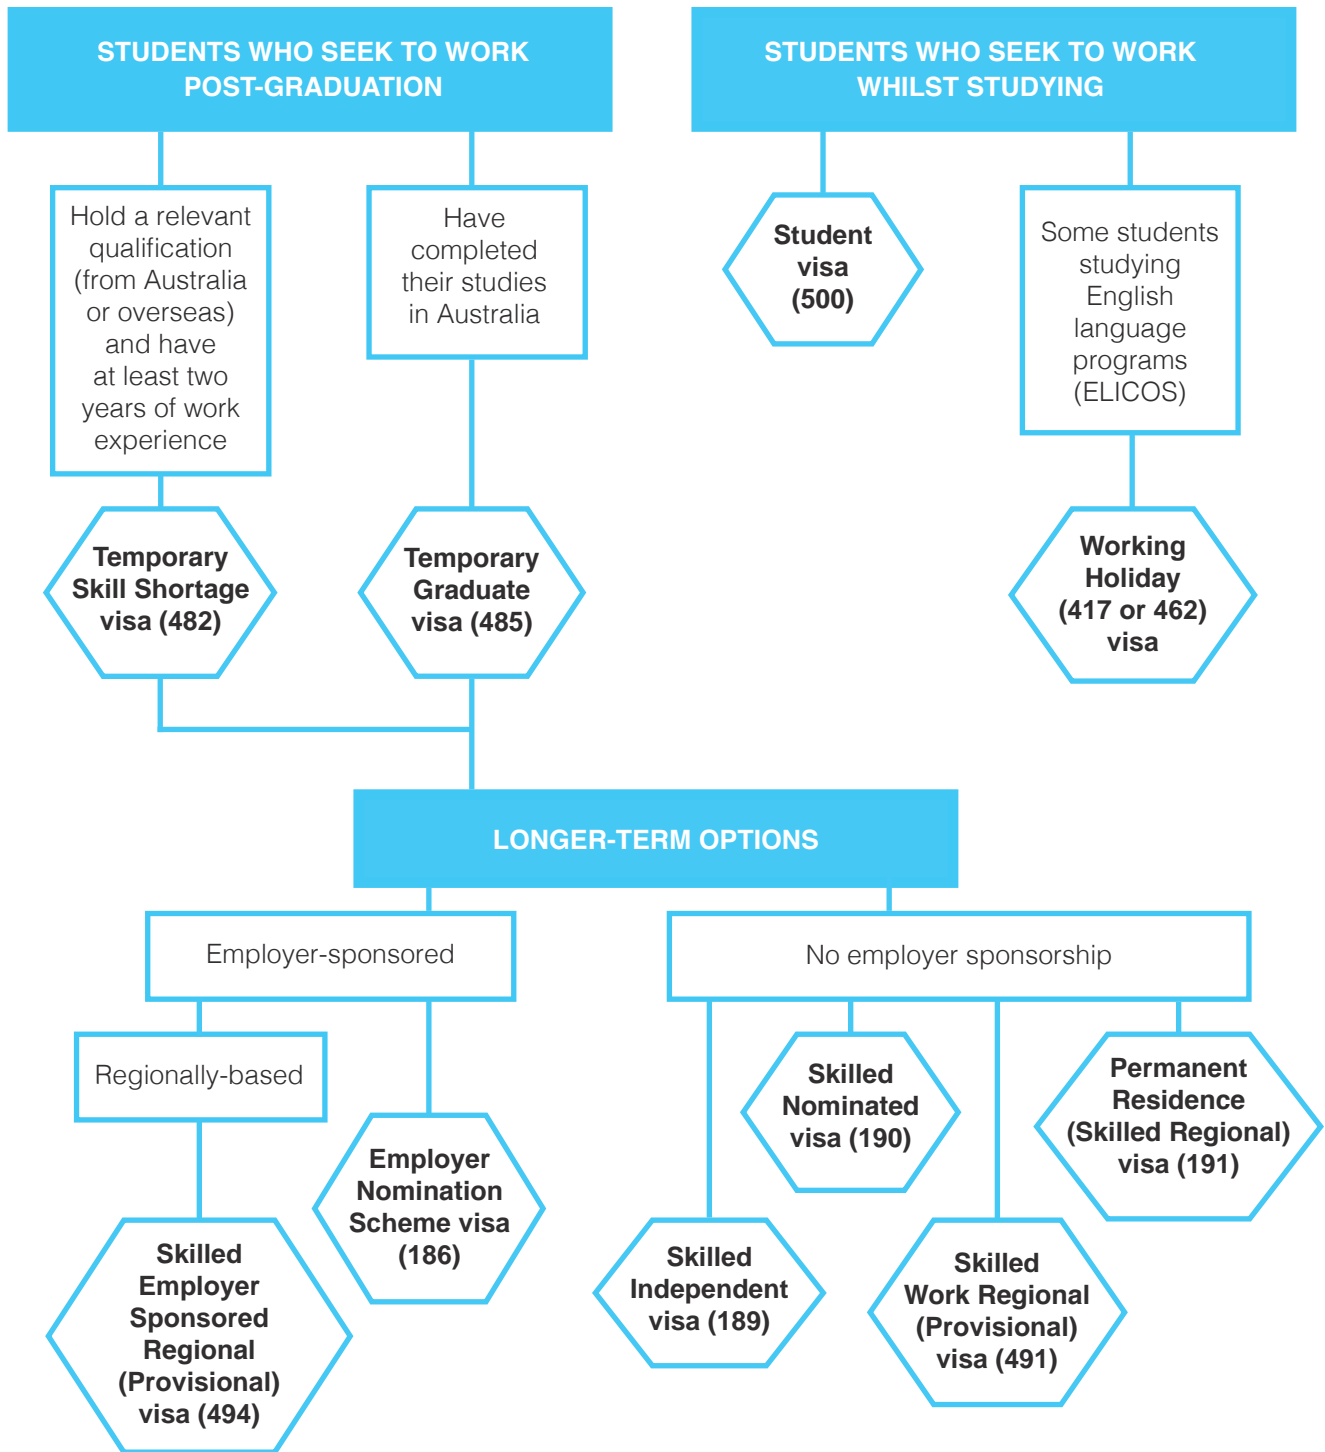 STUDENTS WHO SEEK TO WORK
POST-GRADUATION
STUDENTS WHO SEEK TO WORK
WHILST STUDYING
Hold a relevant
qualification
(from Australia
or overseas)
and have
at least two
years of work
experience
Have
completed
their studies
in Australia
Student
visa
(500)
Some students
studying
English
language
programs
(ELICOS)
Temporary
Skill Shortage
visa (482)
Temporary
Graduate
visa (485)
Working
Holiday
(417 or 462)
visa
LONGER-TERM OPTIONS
Employer-sponsored
No employer sponsorship
Regionally-based
Skilled
Employer
Sponsored
Regional
(Provisional)
visa (494)
Employer
Nomination
Scheme visa
(186)
Skilled
Independent
visa (189)
Skilled
Nominated
visa (190)
Skilled
Work Regional
(Provisional)
visa (491)
Permanent
Residence
(Skilled Regional)
visa (191)